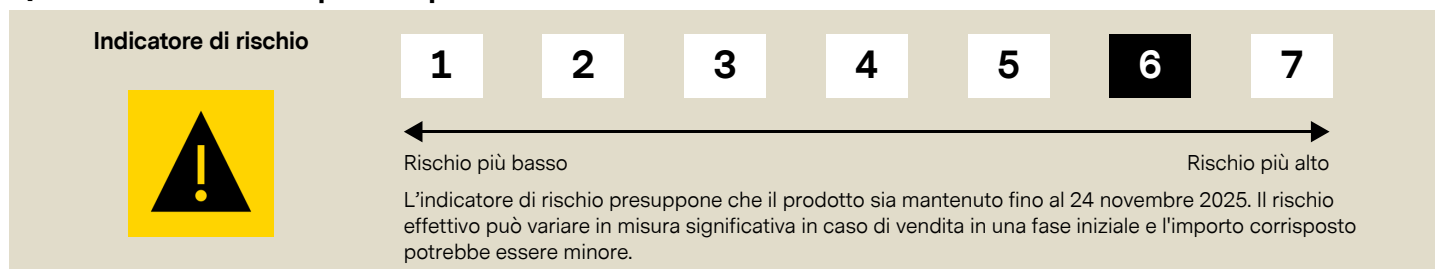 Indicatore di rischio
1 2 3 4 5 6 7
Rischio più basso Rischio più alto
L'indicatore di rischio presuppone che il prodotto sia mantenuto fino al 24 novembre 2025. Il rischio
effettivo può variare in misura significativa in caso di vendita in una fase iniziale e l'importo corrisposto
potrebbe essere minore.